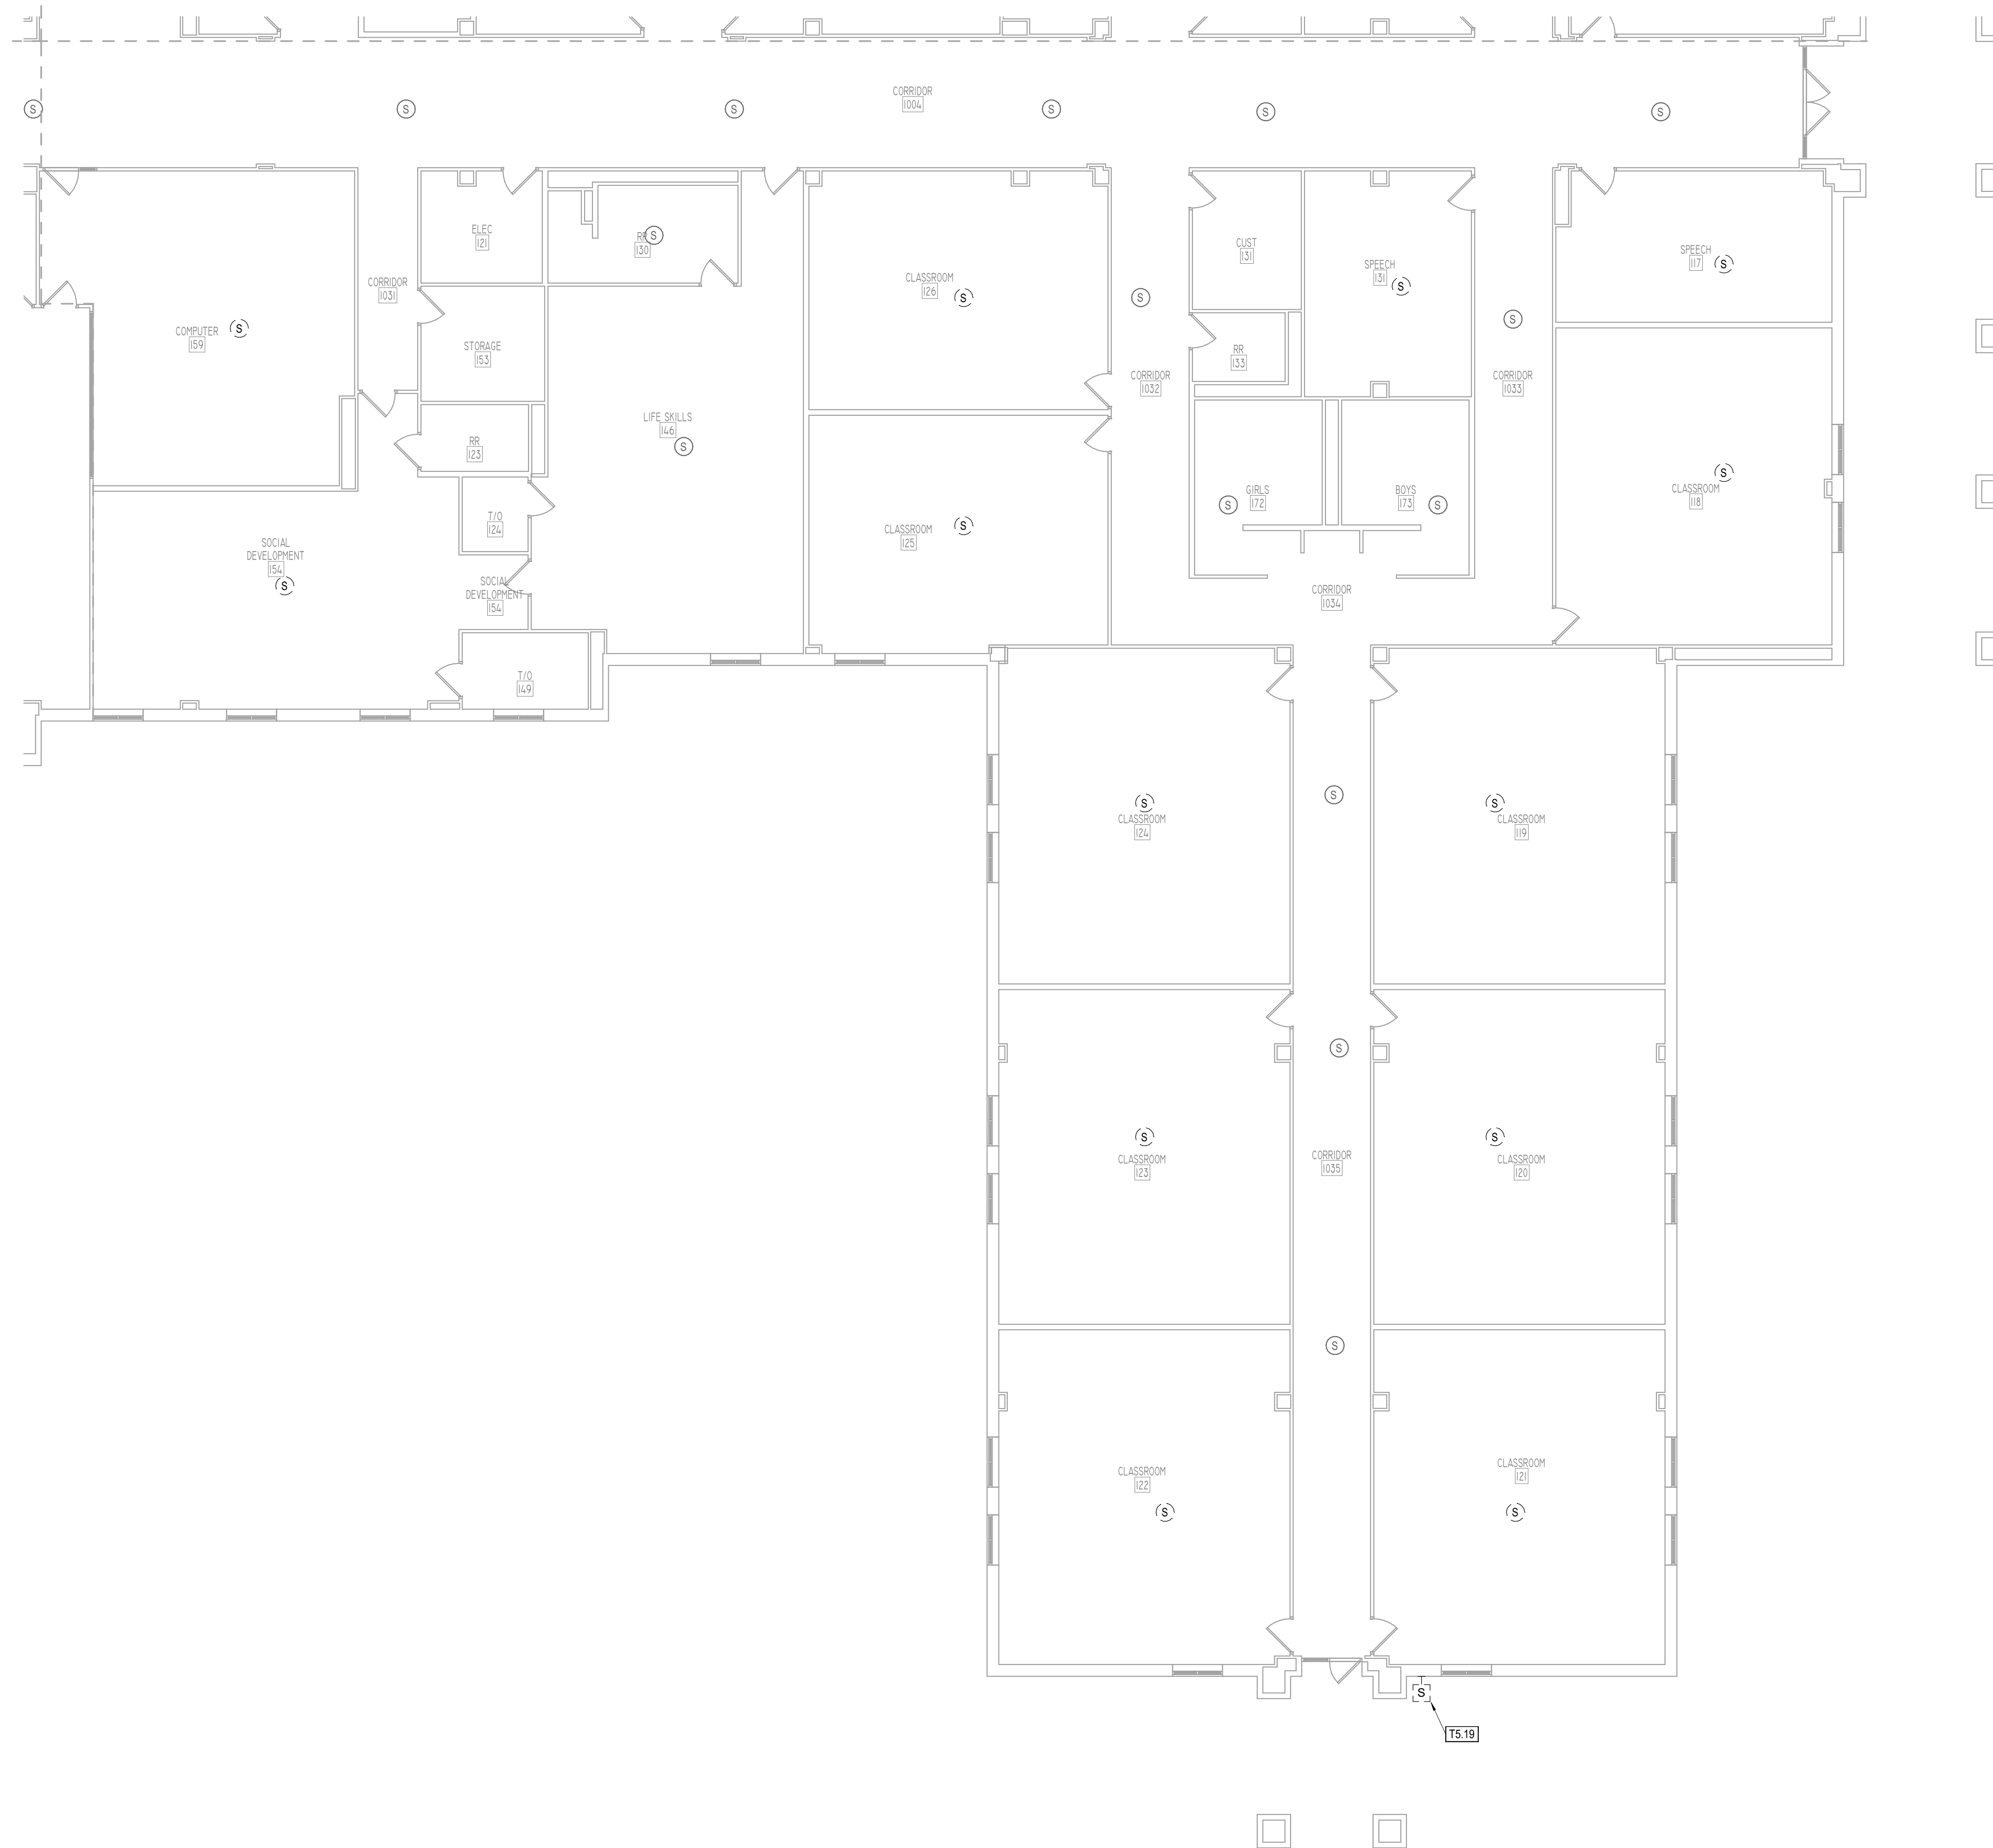 CORRIDOR
1004
S
S
S
S
S
S
ELEC
121
RR
130
S
CUST
131
SPEECH
131
S
SPEECH
117
S
CORRIDOR
1031
CLASSROOM
126
S
S
S
COMPUTER
159
S
STORAGE
153
RR
133
CORRIDOR
1032
CORRIDOR
1033
LIFE SKILLS
146
S
RR
123
T/O
124
CLASSROOM
125
S
GIRLS
172
S
BOYS
173
S
CLASSROOM
118
S
SOCIAL
DEVELOPMENT
154
S
SOCIAL
DEVELOPMENT
154
CORRIDOR
1034
T/O
149
S
CLASSROOM
124
S
S
CLASSROOM
119
S
S
CLASSROOM
123
CORRIDOR
1035
S
CLASSROOM
120
S
CLASSROOM
122
S
CLASSROOM
121
S
S
T5.19